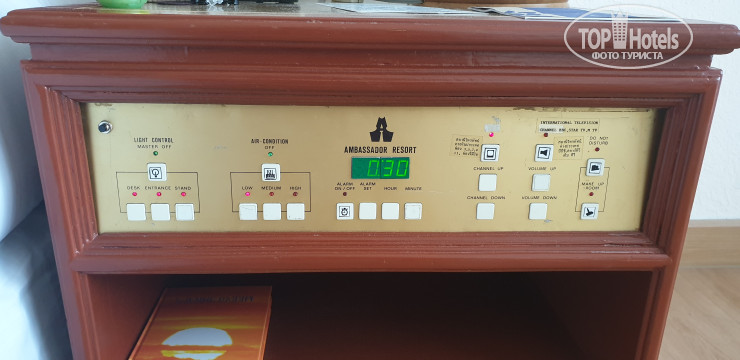 TOPHotels
ФОТО ТУРИСТА
INTERNATIONAL TELEVISION
LIGHT CONTROL
MASTER OFF
AIR-CONDITION
OFF
AMBASSADOR RESORT
DO NOT
DISTURB
0:30
CHANNEL UP
VOLUME UP
DESK ENTRANCE STAND
LOW MEDIUM HIGH
ALARM ON/OFF
ALARM SET
HOUR
MINUTE
MAKE UP
ROOM
CHANNEL DOWN
VOLUME DOWN